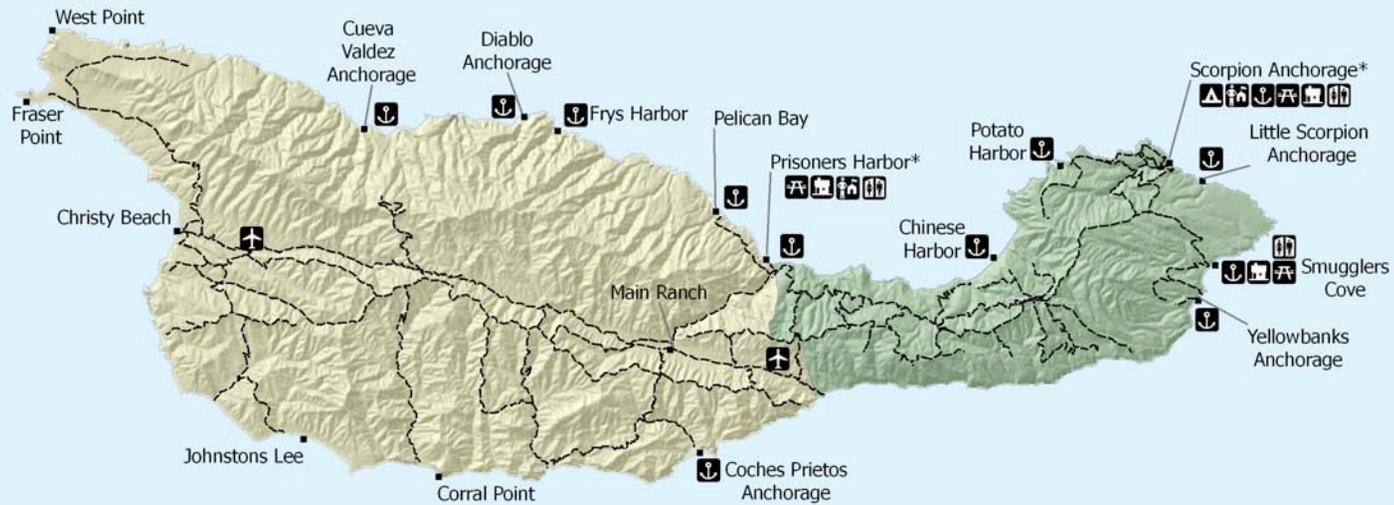 West Point
Cueva
Valdez
Anchorage
Diablo
Anchorage
Scorpion Anchorage*
Fraser
Point
Frys Harbor
Pelican Bay
Potato
Harbor
Little Scorpion
Anchorage
Prisoners Harbor*
Christy Beach
Chinese
Harbor
Main Ranch
Smugglers
Cove
Yellowbanks
Anchorage
Johnstons Lee
Corral Point
Coches Prietos
Anchorage